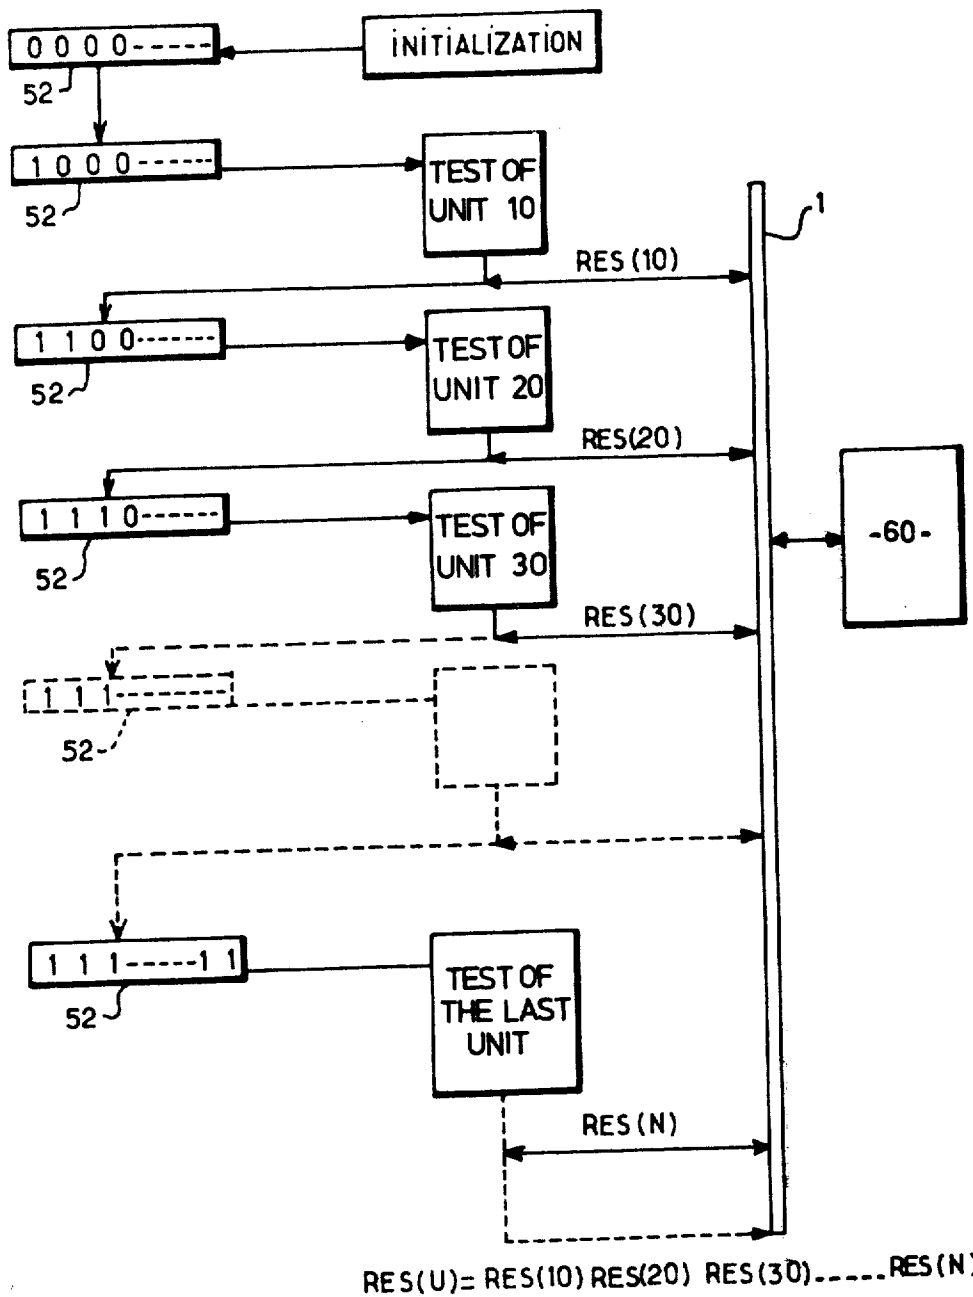 0 0 0 0------
INITIALIZATION
52
1 0 0 0------
TEST OF
UNIT 10
52
1
RES(10)
1 1 0 0-------
TEST OF
UNIT 20
52
RES(20)
1 1 1 0------
TEST OF
UNIT 30
-60-
52
RES(30)
1 1 1--------
52
1 1 1-----1 1
TEST OF
THE LAST
UNIT
52
RES(N)
RES(U)= RES(10) RES(20) RES(30)-----RES(N)